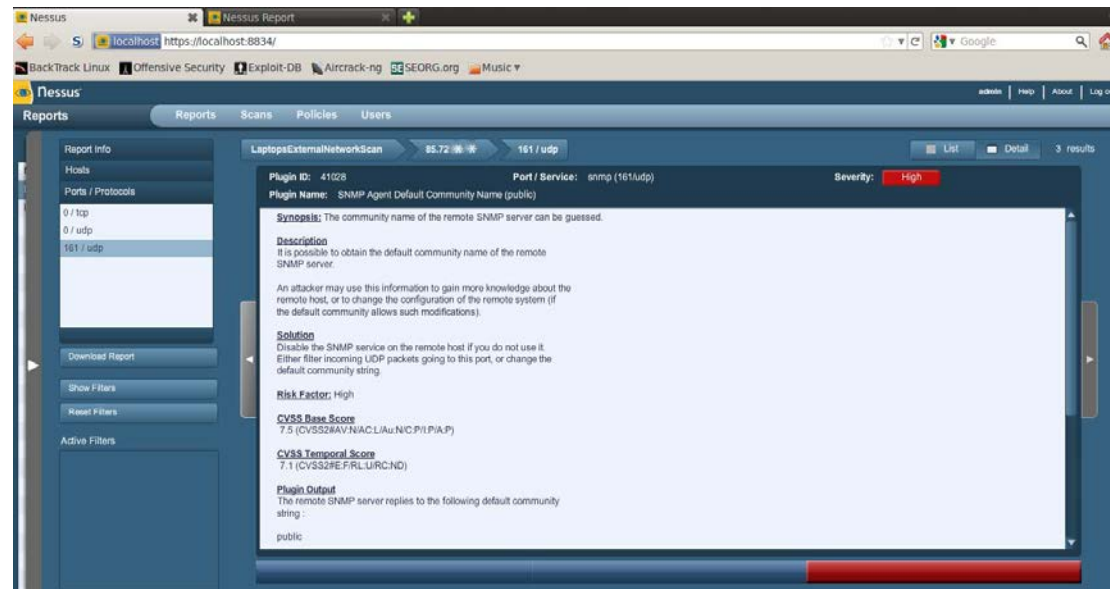 Nessus
Nessus Report
localhost https://localhost:8834/
Google
BackTrack Linux Offensive Security Exploit-DB Aircrack-ng SE SEORG.org Music
Nessus
admin | Help | About |
Reports Reports Scans Policies Users
Report Info
Hosts
Ports / Protocols
0 / tcp
0 / udp
161 / udp
Download Report
Show Filters
Reset Filters
Active Filters
LaptopsExternalNetworkScan 85.72 161 / udp
List Detail 3 results
Plugin ID: 41028 Port / Service: snmp (161/udp) Severity: High
Plugin Name: SNMP Agent Default Community Name (public)
Synopsis: The community name of the remote SNMP server can be guessed.
Description
It is possible to obtain the default community name of the remote
SNMP server.
An attacker may use this information to gain more knowledge about the
remote host, or to change the configuration of the remote system (if
the default community allows such modifications).
Solution
Disable the SNMP service on the remote host if you do not use it.
Either filter incoming UDP packets going to this port, or change the
default community string.
Risk Factor: High
CVSS Base Score
7.5 (CVSS2#AV:N/AC:L/Au:N/C:P/I:P/A:P)
CVSS Temporal Score
7.1 (CVSS2#E:F/RL:U/RC:ND)
Plugin Output
The remote SNMP server replies to the following default community
string :
public